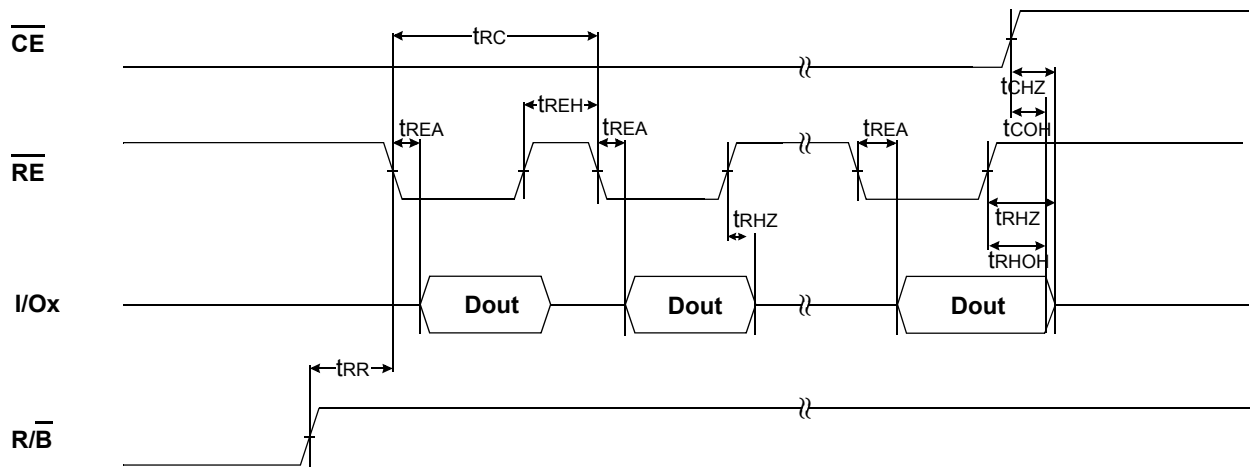 CE
tRC
tCHZ
tREH
tREA
tREA
tREA
tCOH
RE
tRHZ
tRHZ
tRHOH
I/Ox
Dout
Dout
Dout
tRR
R/B